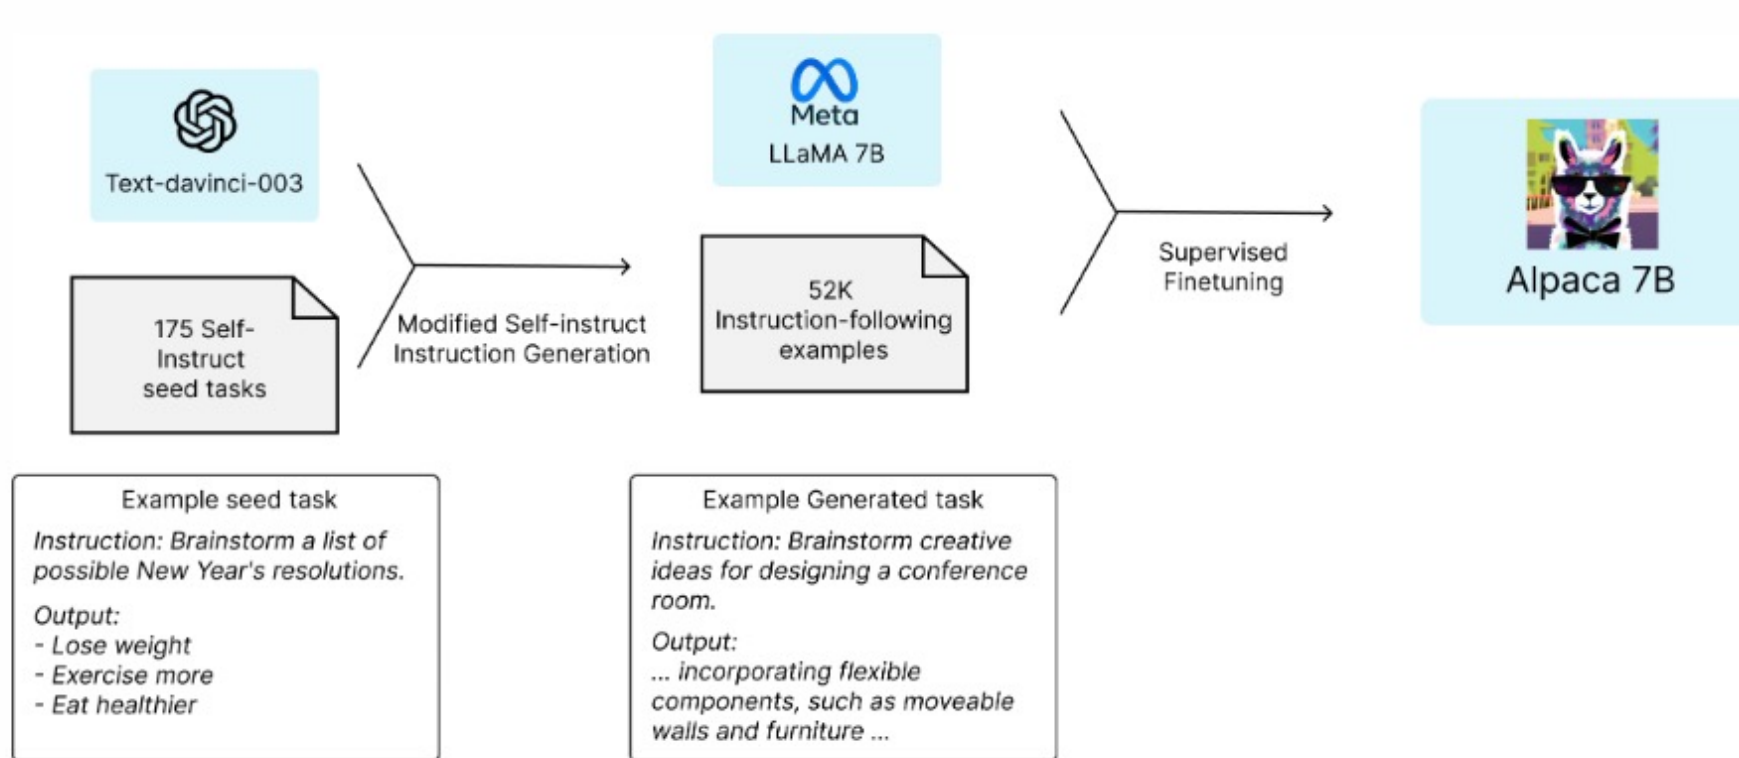 Text-davinci-003
175 Self-
Instruct
seed tasks
Modified Self-instruct
Instruction Generation
Meta
LLaMA 7B
52K
Instruction-following
examples
Supervised
Finetuning
Alpaca 7B
Example seed task
Instruction: Brainstorm a list of
possible New Year's resolutions.
Output:
- Lose weight
- Exercise more
- Eat healthier
Example Generated task
Instruction: Brainstorm creative
ideas for designing a conference
room.
Output:
... incorporating flexible
components, such as moveable
walls and furniture ...